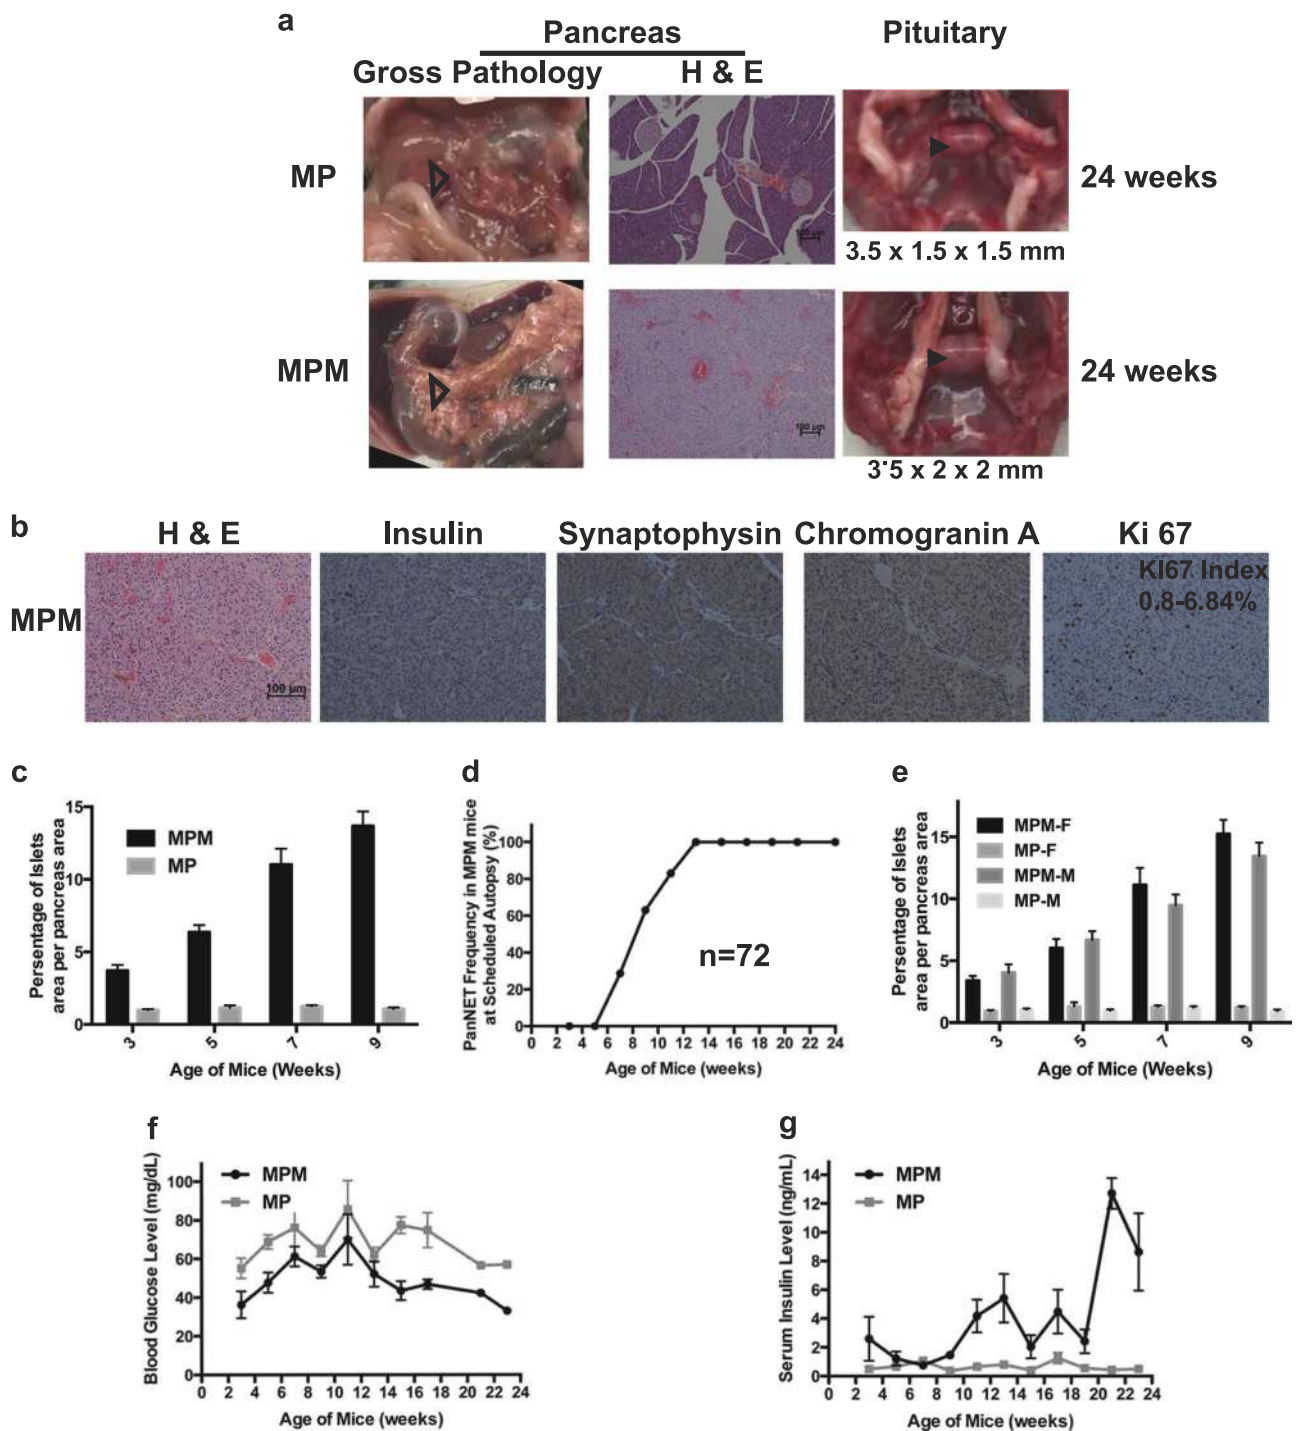 a
Pancreas
Pituitary
Gross Pathology
H & E
MP
100 µm
24 weeks
3.5 x 1.5 x 1.5 mm
MPM
100 µm
24 weeks
3.5 x 2 x 2 mm
b
H & E
Insulin
Synaptophysin
Chromogranin A
Ki 67
MPM
100 µm
KI67 Index
0.8-6.84%
c
Persentage of Islets
area per pancreas area
15
10
5
0
MPM
MP
3
5
7
9
Age of Mice (Weeks)
d
PanNET Frequency in MPM mice
at Scheduled Autopsy (%)
100
80
60
40
20
0
n=72
0 2 4 6 8 10 12 14 16 18 20 22 24
Age of Mice (weeks)
e
Persentage of Islets
area per pancreas area
15
10
5
0
MPM-F
MP-F
MPM-M
MP-M
3
5
7
9
Age of Mice (Weeks)
f
Blood Glucose Level (mg/dL)
100
80
60
40
20
0
MPM
MP
0 2 4 6 8 10 12 14 16 18 20 22 24
Age of Mice (weeks)
g
Serum Insulin Level (ng/mL)
14
12
10
8
6
4
2
0
MPM
MP
0 2 4 6 8 10 12 14 16 18 20 22 24
Age of Mice (weeks)